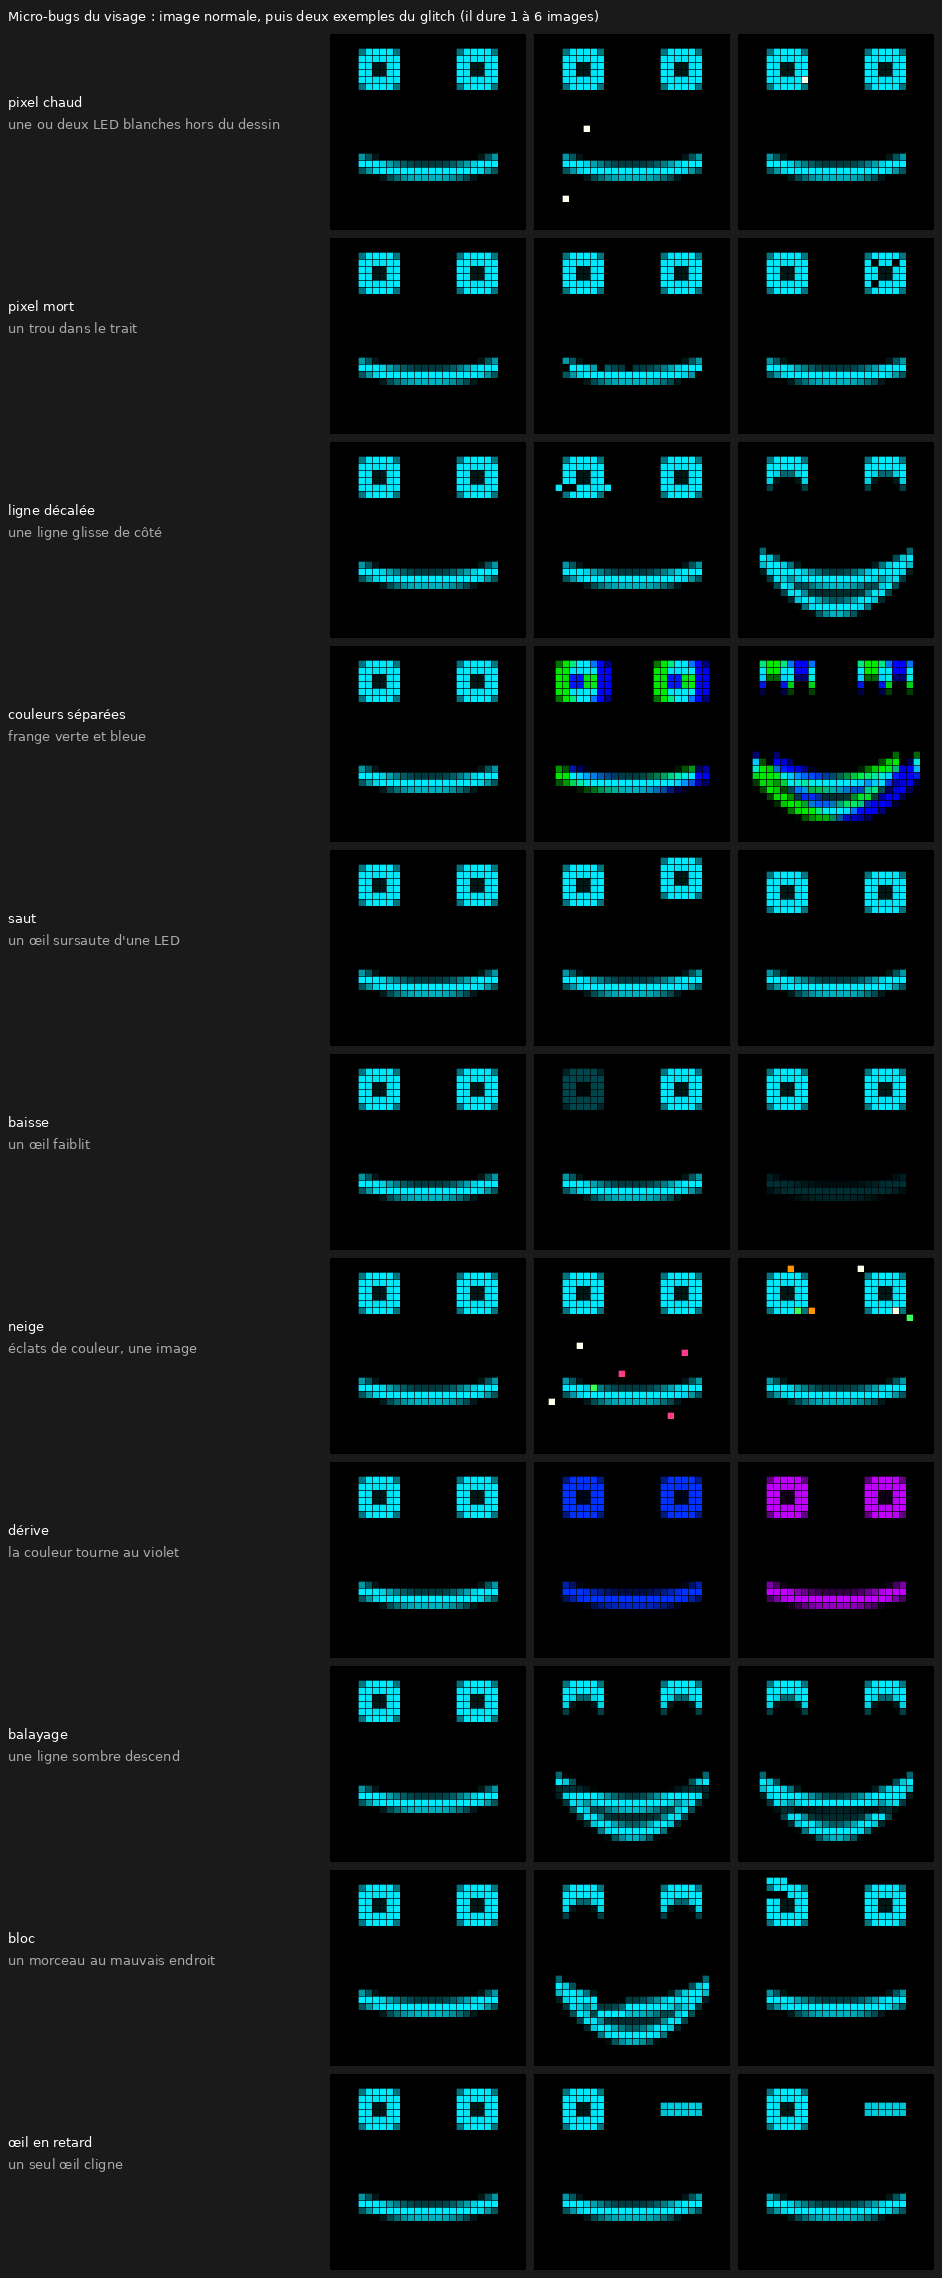 Micro-bugs du visage : image normale, puis deux exemples du glitch (il dure 1 à 6 images)
pixel chaud
une ou deux LED blanches hors du dessin
pixel mort
un trou dans le trait
ligne décalée
une ligne glisse de côté
couleurs séparées
frange verte et bleue
saut
un œil sursaute d'une LED
baisse
un œil faiblit
neige
éclats de couleur, une image
dérive
la couleur tourne au violet
balayage
une ligne sombre descend
bloc
un morceau au mauvais endroit
œil en retard
un seul œil cligne